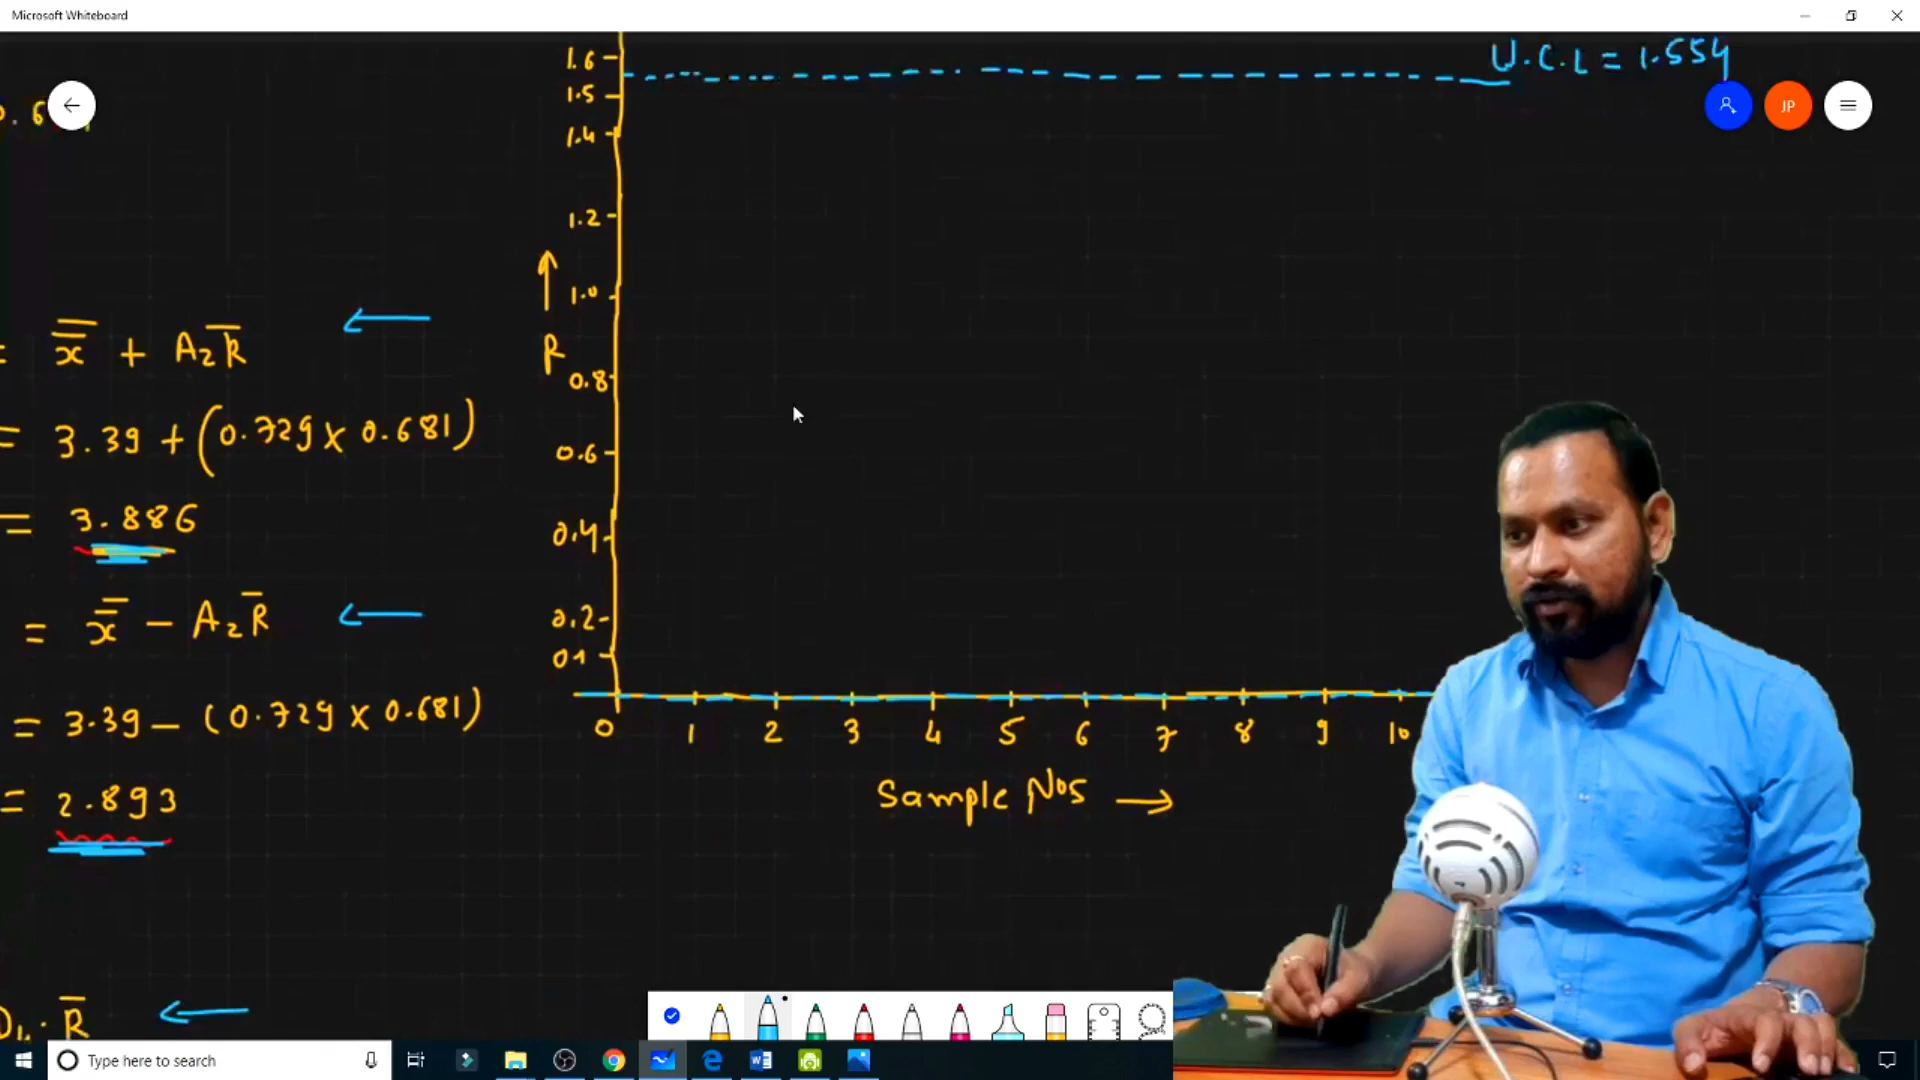 Microsoft Whiteboard
JP
= x̿ + A₂R̅
= 3.39 + (0.729 × 0.681)
= 3.886
= x̿ − A₂R̅
= 3.39 − (0.729 × 0.681)
= 2.893
U.C.L = 1.554
1.6
1.5
1.4
1.2
1.0
R
0.8
0.6
0.4
0.2
01
0 1 2 3 4 5 6 7 8 9 10
Sample Nos →
Type here to search